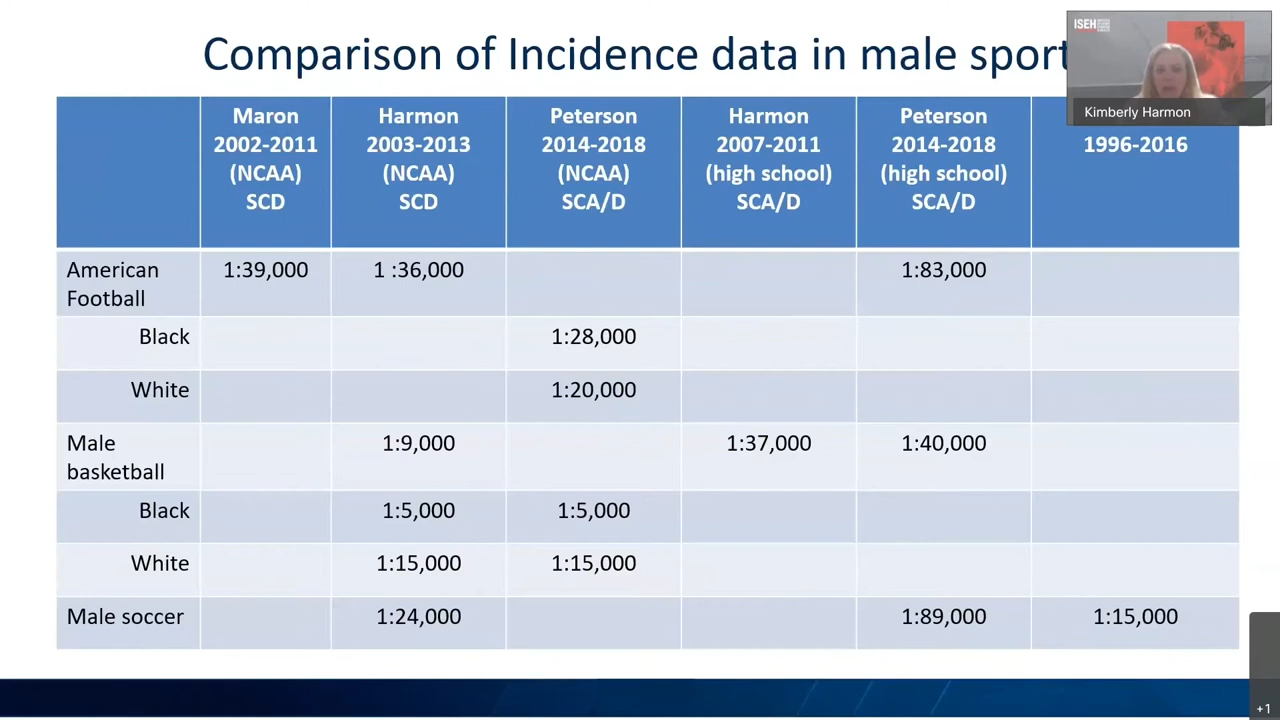 Comparison of Incidence data in male sport
ISEH
Kimberly Harmon
Maron
2002-2011
(NCAA)
SCD
Harmon
2003-2013
(NCAA)
SCD
Peterson
2014-2018
(NCAA)
SCA/D
Harmon
2007-2011
(high school)
SCA/D
Peterson
2014-2018
(high school)
SCA/D
1996-2016
American
Football
1:39,000
1 :36,000
1:83,000
Black
1:28,000
White
1:20,000
Male
basketball
1:9,000
1:37,000
1:40,000
Black
1:5,000
1:5,000
White
1:15,000
1:15,000
Male soccer
1:24,000
1:89,000
1:15,000
+1